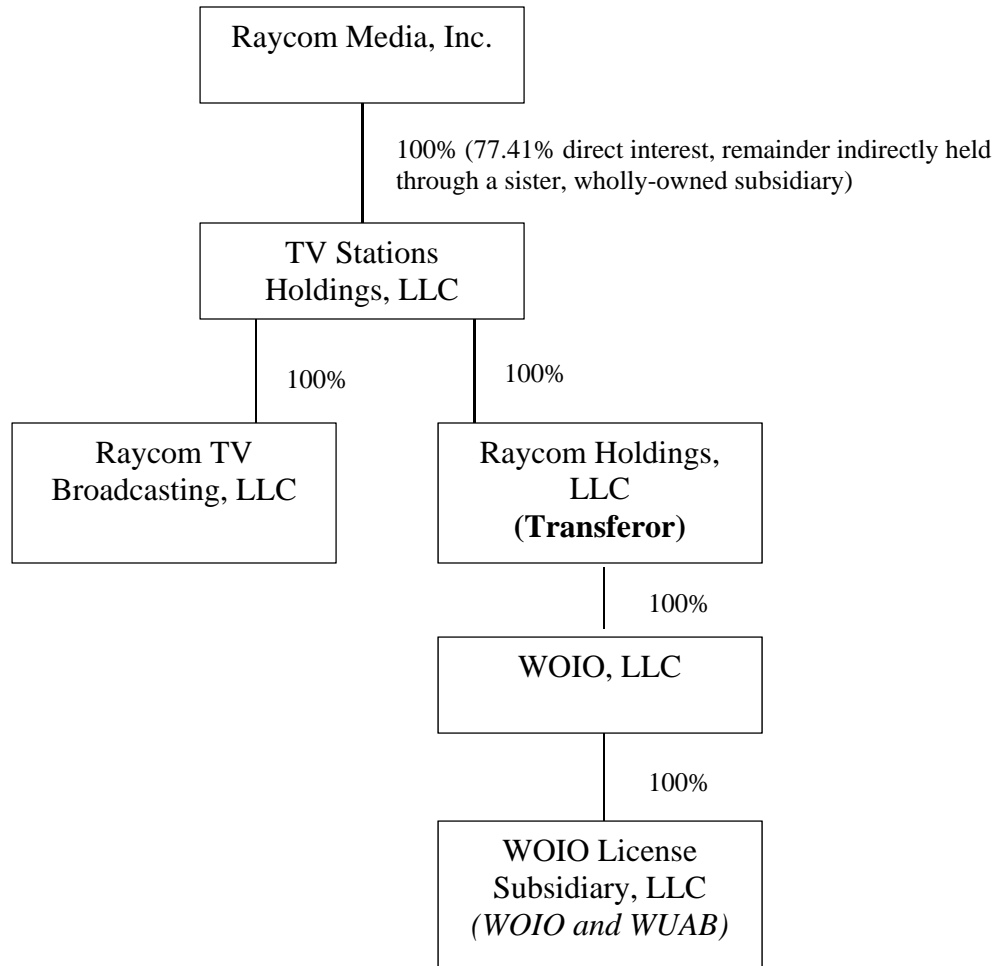 Raycom Media, Inc.
100% (77.41% direct interest, remainder indirectly held
through a sister, wholly-owned subsidiary)
TV Stations
Holdings, LLC
100%
100%
Raycom TV
Broadcasting, LLC
Raycom Holdings,
LLC
(Transferor)
100%
WOIO, LLC
100%
WOIO License
Subsidiary, LLC
(WOIO and WUAB)